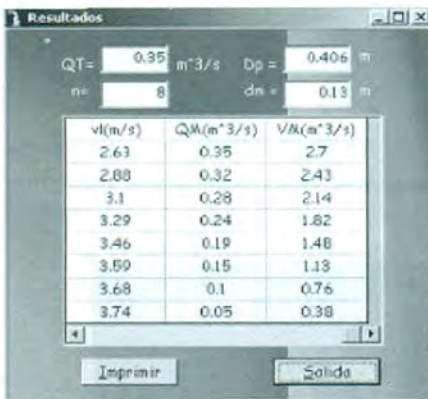 Resultados
QT= 0.35 m^3/s Dp = 0.406 m
n= 8 dm = 0.13 m
vl(m/s) QM(m^3/s) VM(m^3/s)
2.63 0.35 2.7
2.88 0.32 2.43
3.1 0.28 2.14
3.29 0.24 1.82
3.46 0.19 1.48
3.59 0.15 1.13
3.68 0.1 0.76
3.74 0.05 0.38
Imprimir Salida